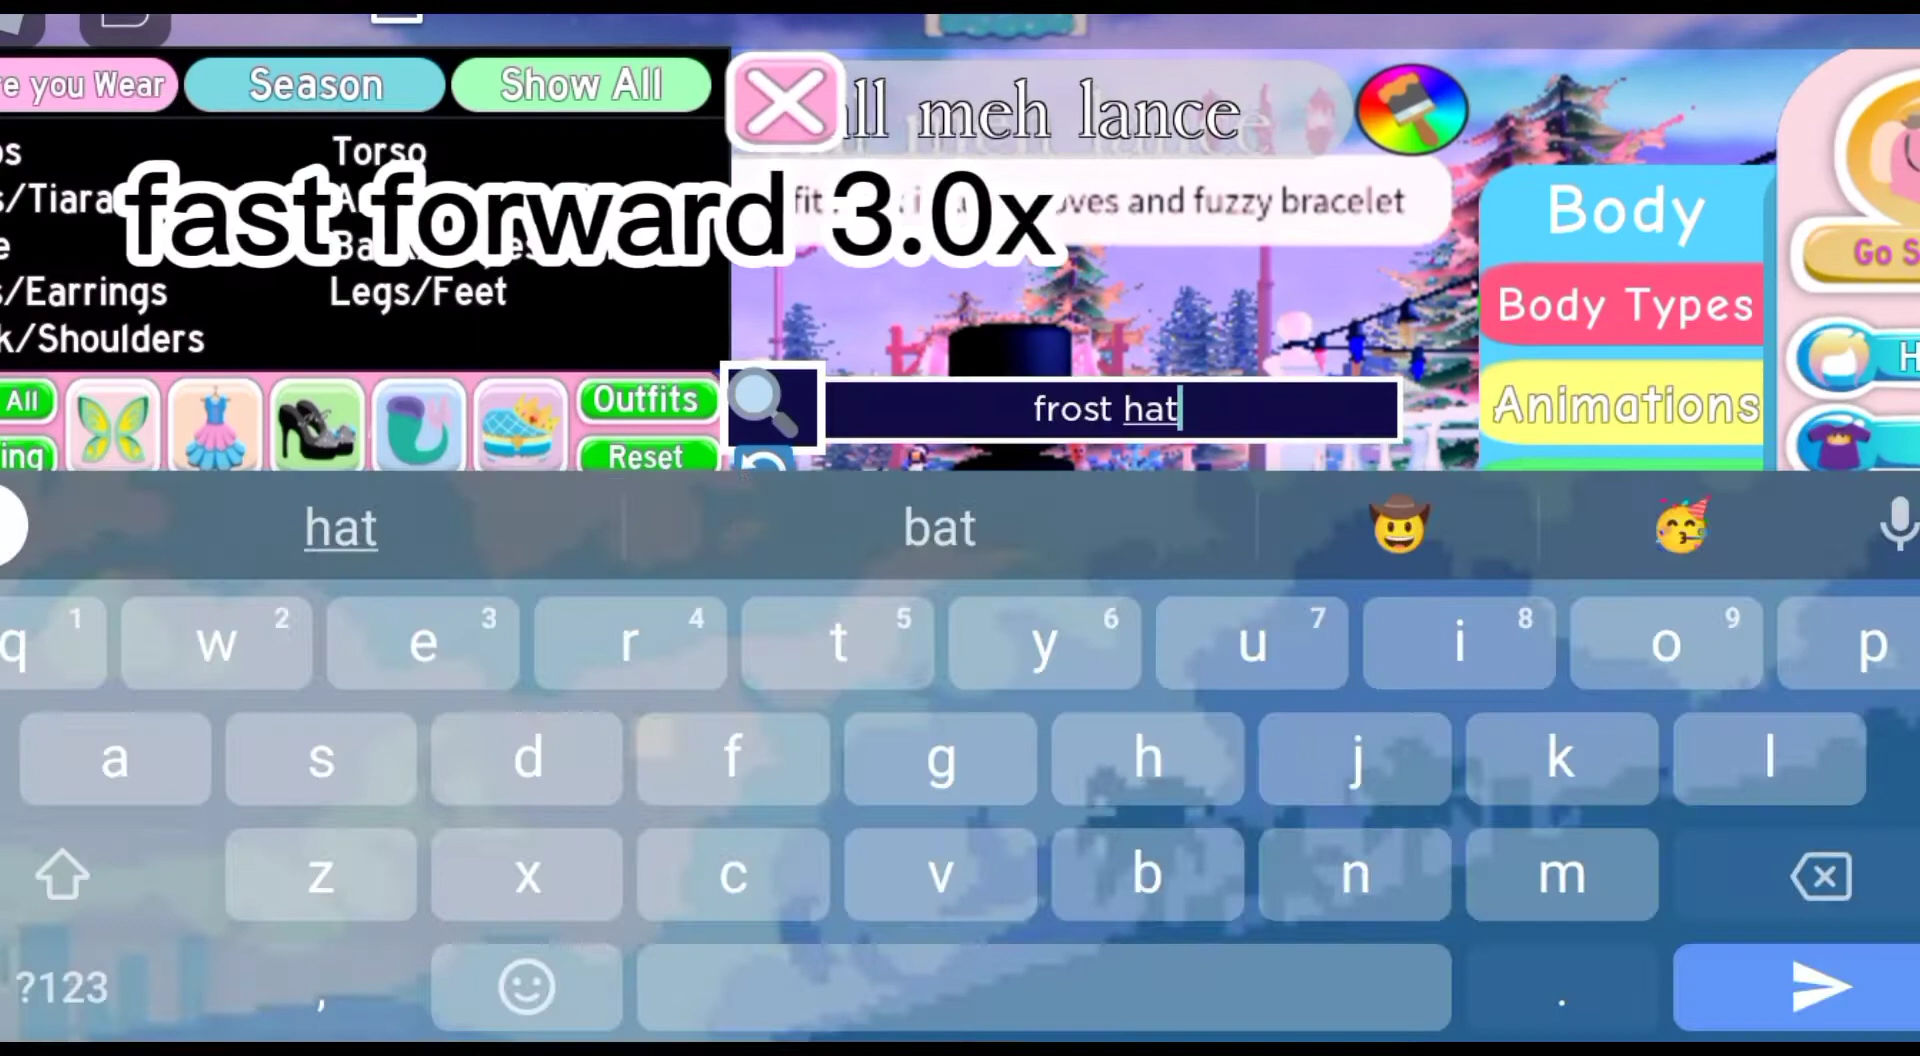 e you Wear
Season
Show All
ll meh lance
Torso
s/Tiara
fast forward 3.0x
oves and fuzzy bracelet
s/Earrings
Legs/Feet
k/Shoulders
All
Outfits
ing
Reset
frost hat
Body
Body Types
Animations
Go S
H
hat
bat
q 1 w 2 e 3 r 4 t 5 y 6 u 7 i 8 o 9 p
a s d f g h j k l
z x c v b n m
?123 , .